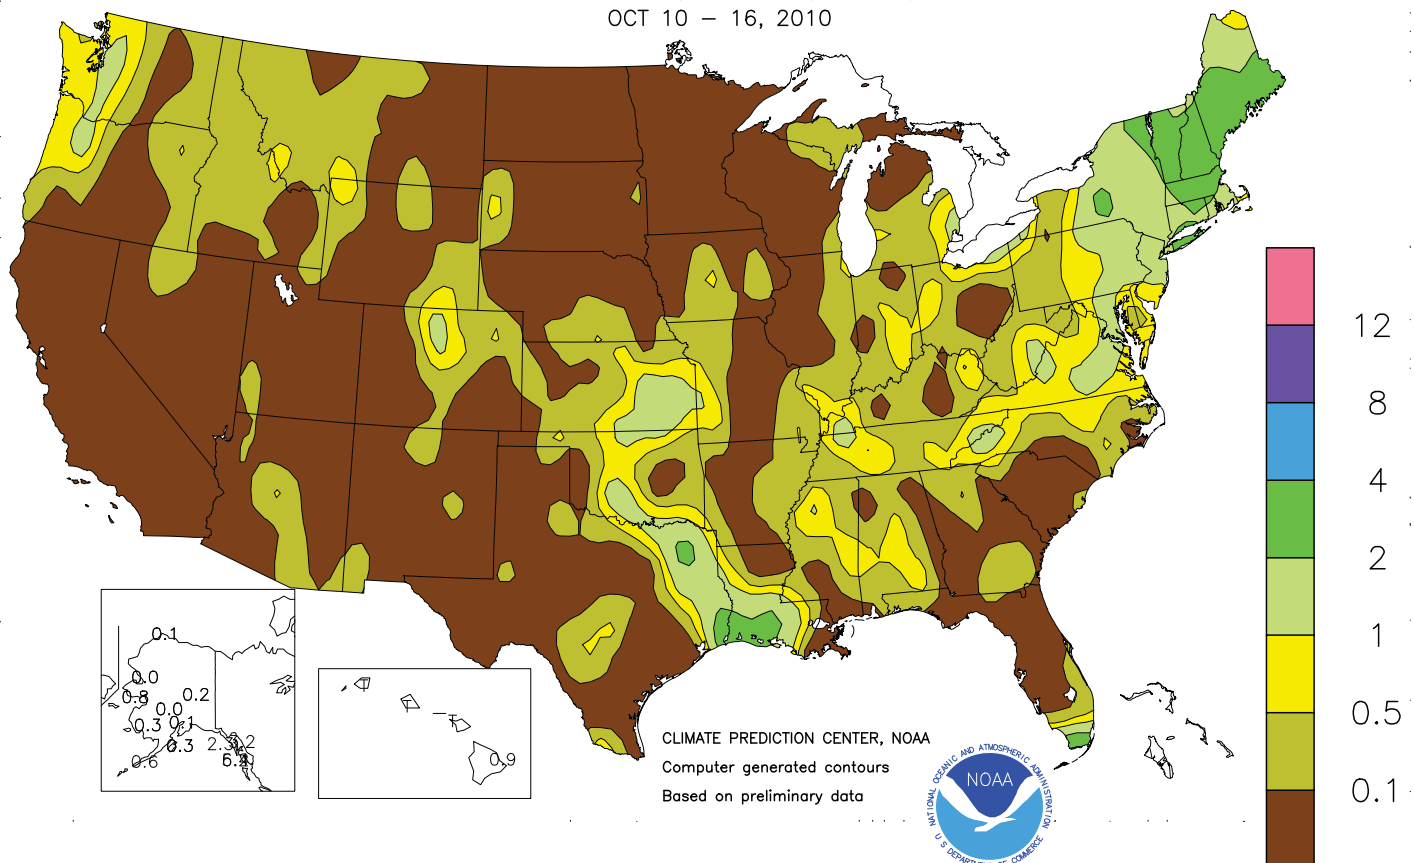 OCT 10 – 16, 2010
12
8
4
2
1
0.5
0.1
0.1
0.0
0.8
0.2
0.0
0.3
0.1
0.3
0.6
0.9
CLIMATE PREDICTION CENTER, NOAA
Computer generated contours
Based on preliminary data
NATIONAL OCEANIC AND ATMOSPHERIC ADMINISTRATION
NOAA
U S DEPARTMENT OF COMMERCE